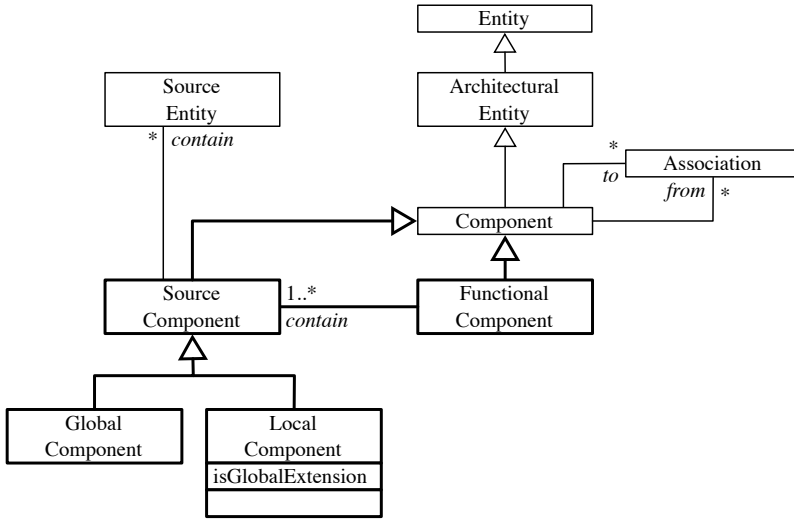 Entity
Source
Entity
Architectural
Entity
* contain
*
to
Association
from *
Component
Source
Component
1..*
contain
Functional
Component
Global
Component
Local
Component
isGlobalExtension